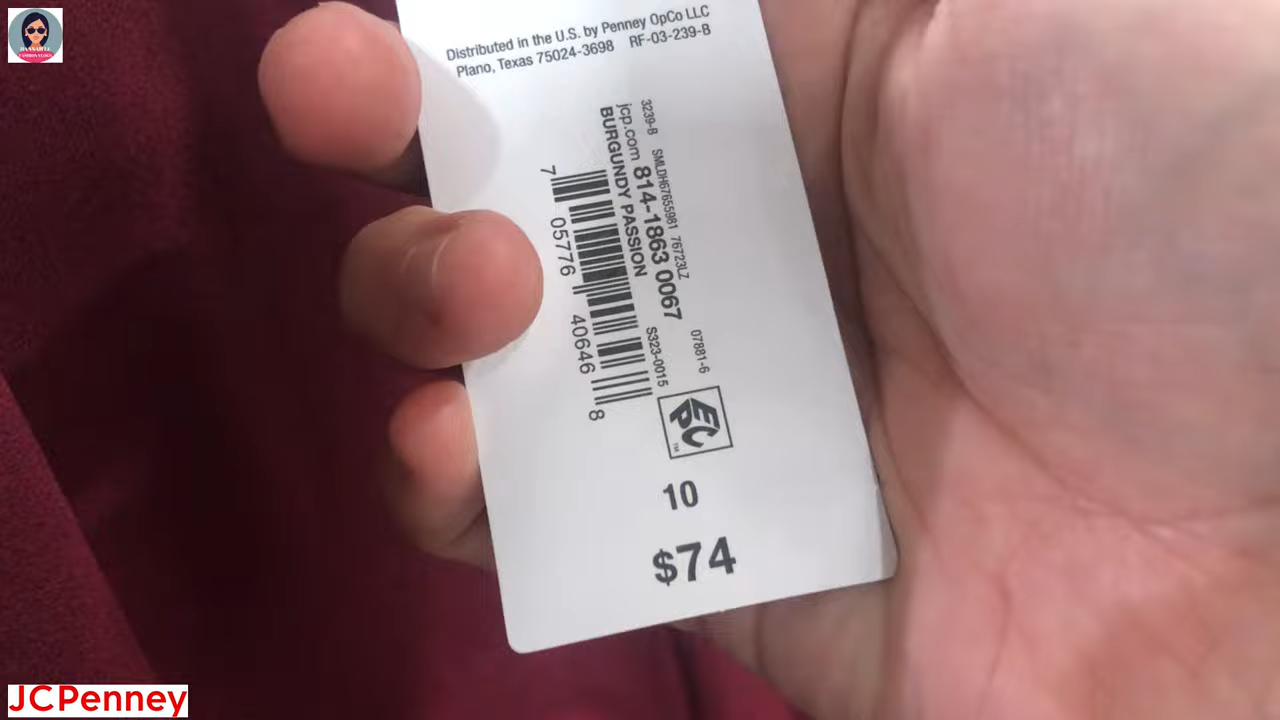 Distributed in the U.S. by Penney OpCo LLC
Plano, Texas 75024-3698 RF-03-239-B
3239-B SMLDH67655981 76723LZ
jcp.com 814-1863 0067
BURGUNDY PASSION
7 05776 40646 8
S323-0015
07881-6
10
$74
JCPenney